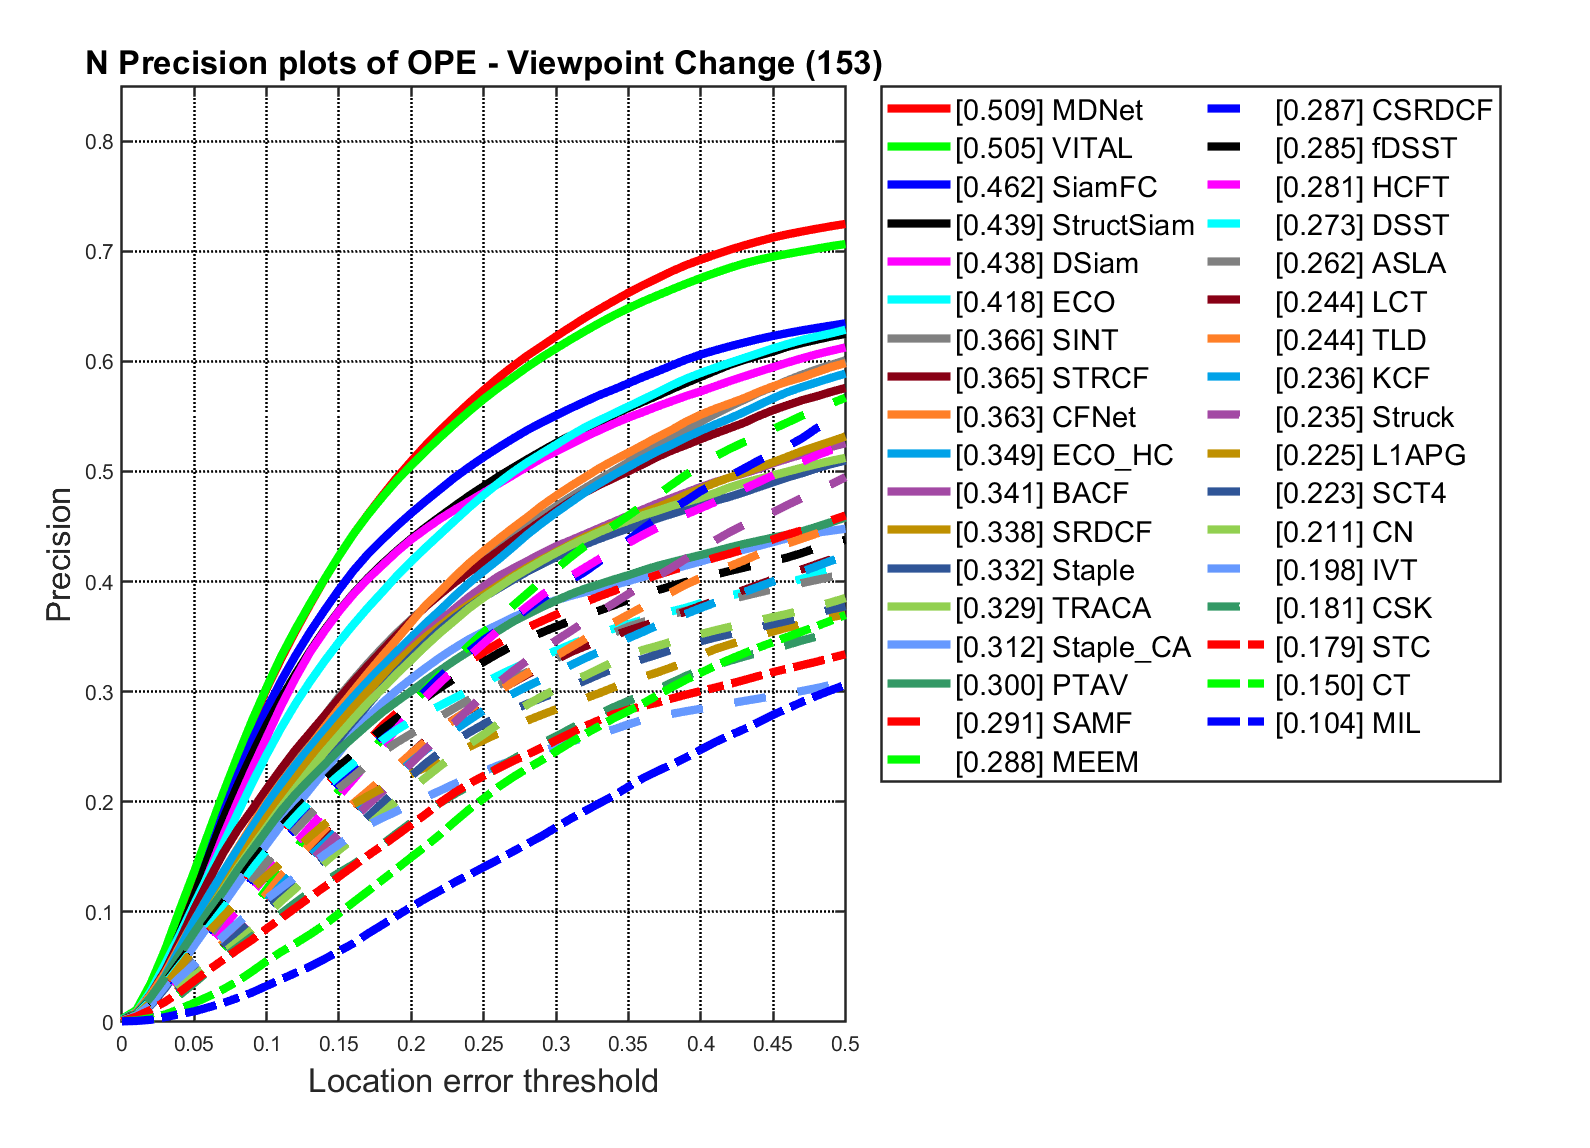 N Precision plots of OPE - Viewpoint Change (153)
Precision
0.8
0.7
0.6
0.5
0.4
0.3
0.2
0.1
0
0 0.05 0.1 0.15 0.2 0.25 0.3 0.35 0.4 0.45 0.5
Location error threshold
[0.509] MDNet
[0.505] VITAL
[0.462] SiamFC
[0.439] StructSiam
[0.438] DSiam
[0.418] ECO
[0.366] SINT
[0.365] STRCF
[0.363] CFNet
[0.349] ECO_HC
[0.341] BACF
[0.338] SRDCF
[0.332] Staple
[0.329] TRACA
[0.312] Staple_CA
[0.300] PTAV
[0.291] SAMF
[0.288] MEEM
[0.287] CSRDCF
[0.285] fDSST
[0.281] HCFT
[0.273] DSST
[0.262] ASLA
[0.244] LCT
[0.244] TLD
[0.236] KCF
[0.235] Struck
[0.225] L1APG
[0.223] SCT4
[0.211] CN
[0.198] IVT
[0.181] CSK
[0.179] STC
[0.150] CT
[0.104] MIL